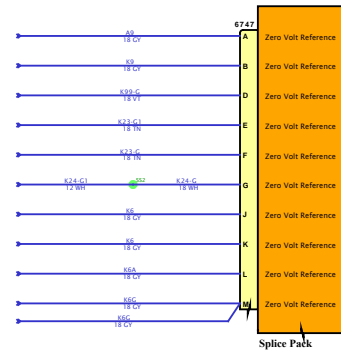 6747
A9
18 GY
A Zero Volt Reference
K9
18 GY
B Zero Volt Reference
K99-G
18 VT
D Zero Volt Reference
K23-G1
18 TN
E Zero Volt Reference
K23-G
18 TN
F Zero Volt Reference
K24-G1 SS2 K24-G
12 WH 18 WH
G Zero Volt Reference
K6
18 GY
J Zero Volt Reference
K6
18 GY
K Zero Volt Reference
K6A
18 GY
L Zero Volt Reference
K6G
18 GY
M Zero Volt Reference
K6G
18 GY
Splice Pack